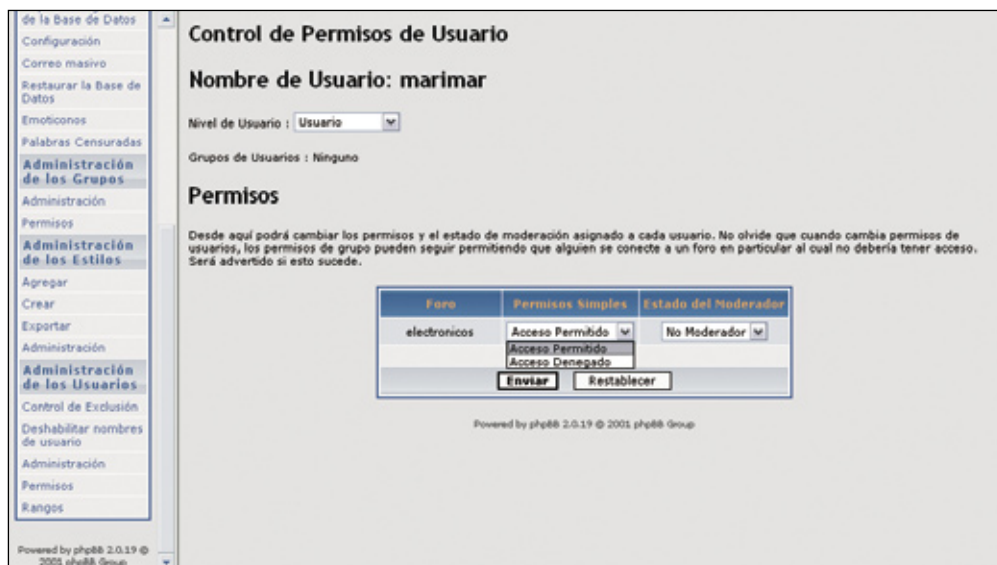 de la Base de Datos
Configuración
Correo masivo
Restaurar la Base de
Datos
Emoticonos
Palabras Censuradas
Administración
de los Grupos
Administración
Permisos
Administración
de los Estilos
Agregar
Crear
Exportar
Administración
Administración
de los Usuarios
Control de Exclusión
Deshabilitar nombres
de usuario
Administración
Permisos
Rangos
Powered by phpBB 2.0.19 ©
2001 phpBB Group
Control de Permisos de Usuario
Nombre de Usuario: marimar
Nivel de Usuario : Usuario
Grupos de Usuarios : Ninguno
Permisos
Desde aquí podrá cambiar los permisos y el estado de moderación asignado a cada usuario. No olvide que cuando cambia permisos de
usuarios, los permisos de grupo pueden seguir permitiendo que alguien se conecte a un foro en particular al cual no debería tener acceso.
Será advertido si esto sucede.
Foro Permisos Simples Estado del Moderador
electronicos Acceso Permitido No Moderador
Acceso Permitido
Acceso Denegado
Enviar Restablecer
Powered by phpBB 2.0.19 © 2001 phpBB Group